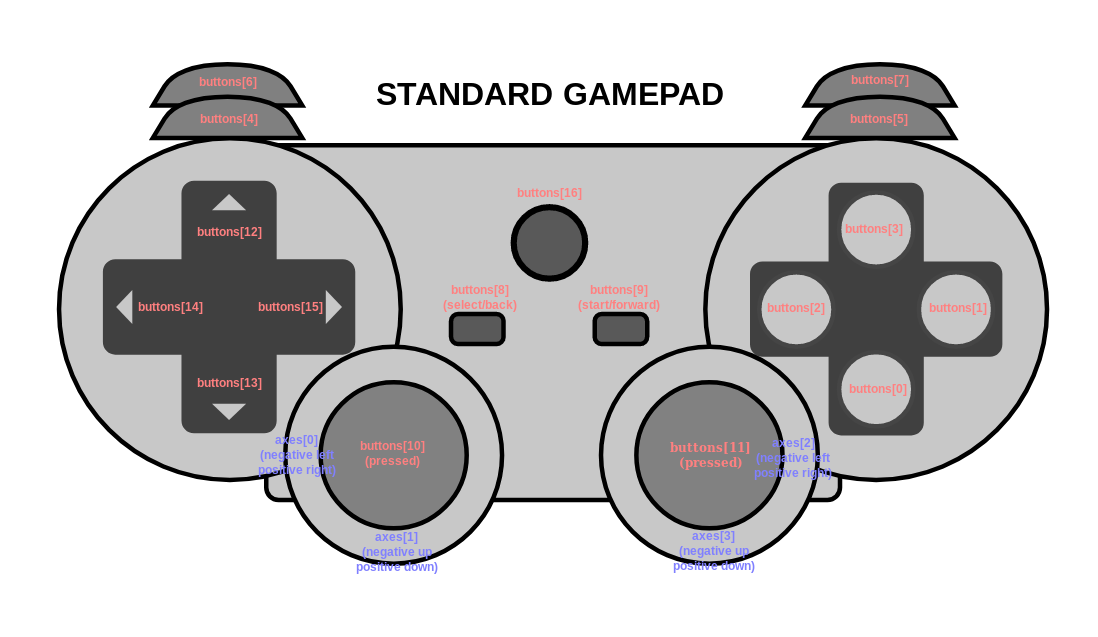 buttons[6]
buttons[7]
STANDARD GAMEPAD
buttons[4]
buttons[5]
buttons[16]
buttons[12]
buttons[3]
buttons[8]
(select/back)
buttons[9]
(start/forward)
buttons[14]
buttons[15]
buttons[2]
buttons[1]
buttons[13]
buttons[0]
axes[0]
(negative left
positive right)
buttons[10]
(pressed)
buttons[11]
(pressed)
axes[2]
(negative left
positive right)
axes[1]
(negative up
positive down)
axes[3]
(negative up
positive down)